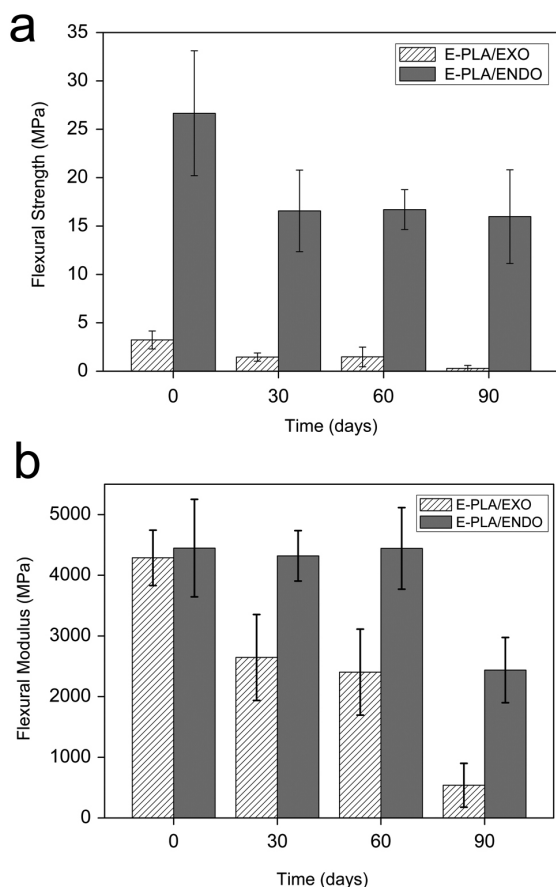 a
35
30
25
20
15
10
5
0
Flexural Strength (MPa)
E-PLA/EXO
E-PLA/ENDO
0 30 60 90
Time (days)
b
5000
4000
3000
2000
1000
0
Flexural Modulus (MPa)
E-PLA/EXO
E-PLA/ENDO
0 30 60 90
Time (days)